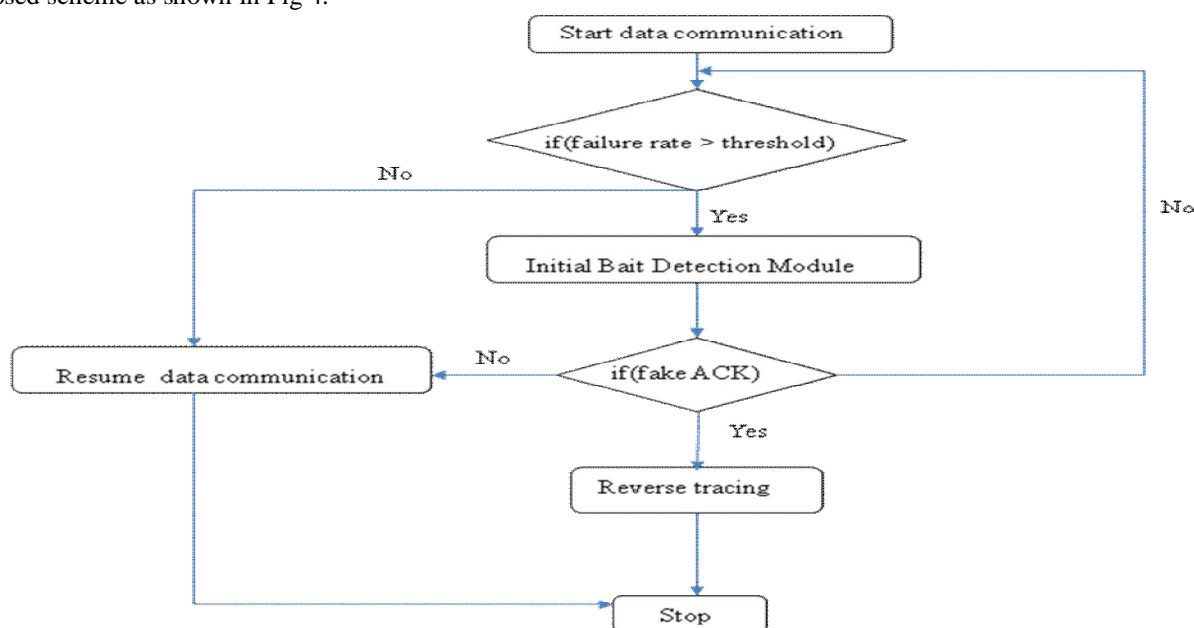 osed scheme as shown in Fig 4.
Start data communication
if(failure rate > threshold)
No
No
Yes
Initial Bait Detection Module
No
if(fake ACK)
Resume data communication
Yes
Reverse tracing
Stop